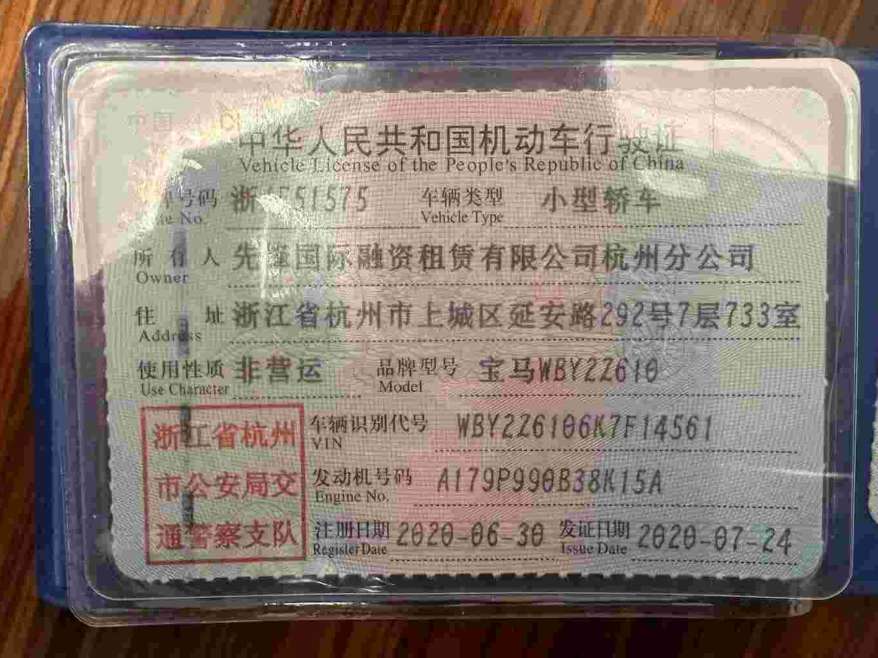 中华人民共和国机动车行驶证
Vehicle License of the People's Republic of China
号码 浙 51575 车辆类型 小型轿车
No. Vehicle Type
所有人 先锋国际融资租赁有限公司杭州分公司
Owner
住址 浙江省杭州市上城区延安路292号7层733室
Address
使用性质 非营运 品牌型号 宝马WBY2Z610
Use Character Model
浙江省杭州 车辆识别代号 WBY2Z6106K7F14561
VIN
市公安局交 发动机号码 A179P990B38K15A
Engine No.
通警察支队 注册日期 2020-06-30 发证日期 2020-07-24
Register Date Issue Date